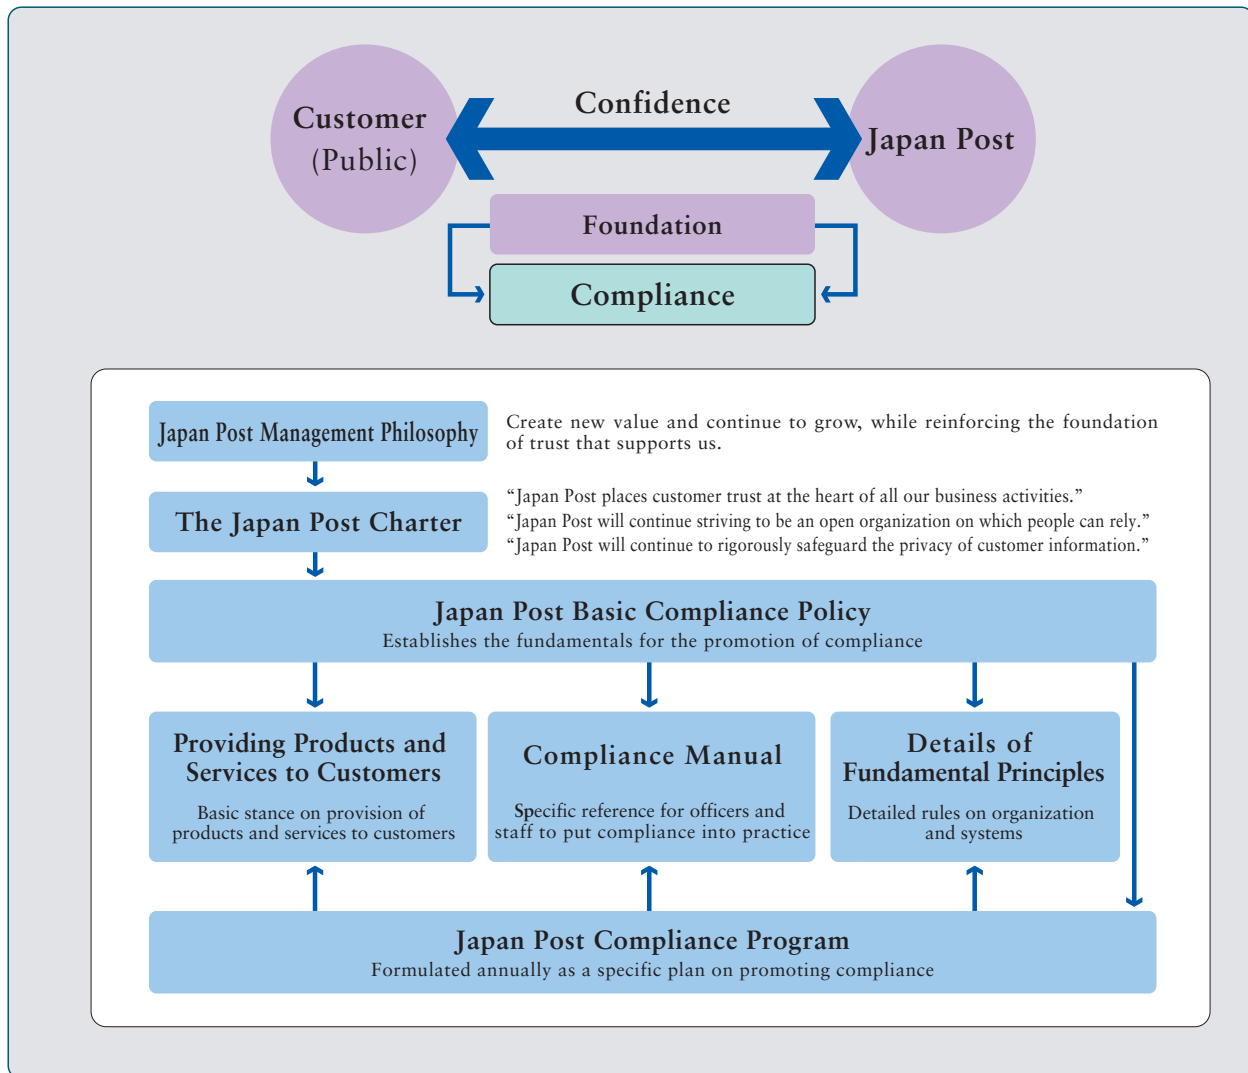 Confidence
Customer
(Public)
Japan Post
Foundation
Compliance
Japan Post Management Philosophy
Create new value and continue to grow, while reinforcing the foundation
of trust that supports us.
The Japan Post Charter
“Japan Post places customer trust at the heart of all our business activities.”
“Japan Post will continue striving to be an open organization on which people can rely.”
“Japan Post will continue to rigorously safeguard the privacy of customer information.”
Japan Post Basic Compliance Policy
Establishes the fundamentals for the promotion of compliance
Providing Products and
Services to Customers
Basic stance on provision of
products and services to customers
Compliance Manual
Specific reference for officers and
staff to put compliance into practice
Details of
Fundamental Principles
Detailed rules on organization
and systems
Japan Post Compliance Program
Formulated annually as a specific plan on promoting compliance